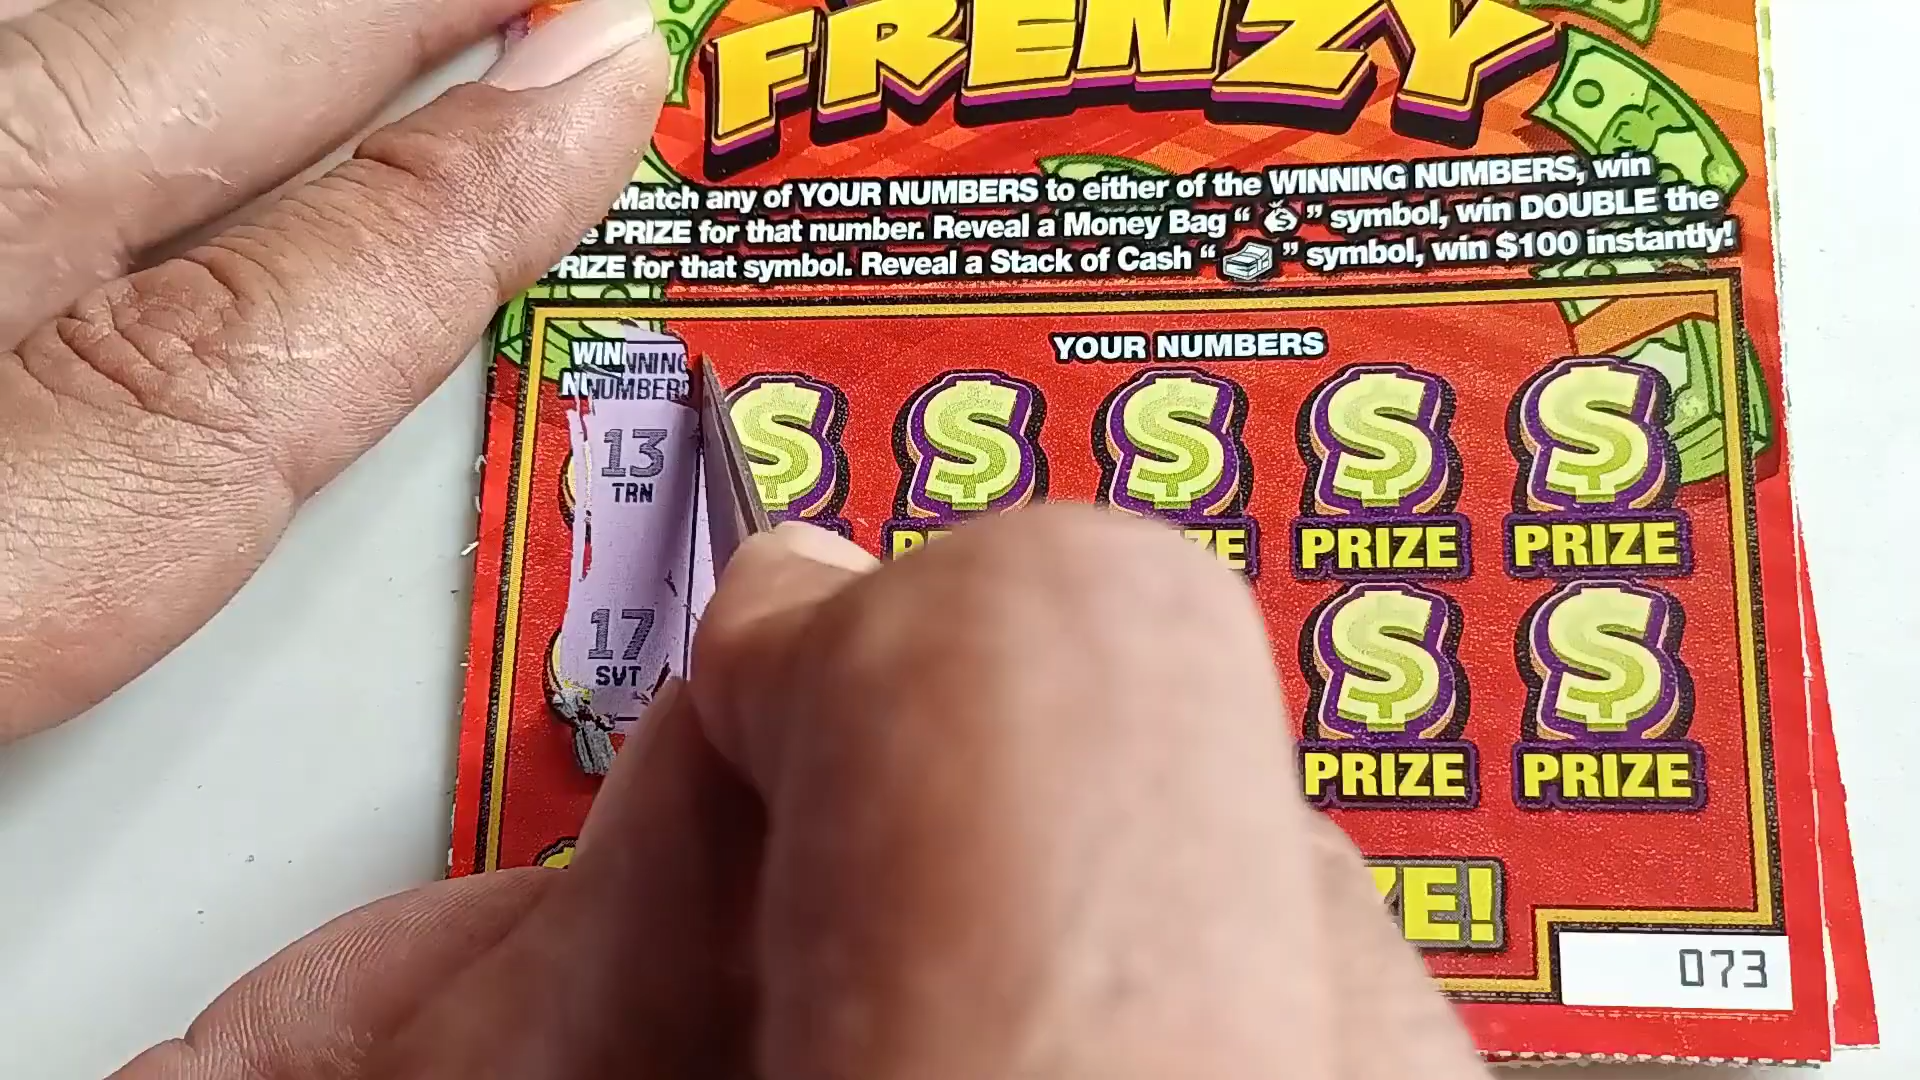 FRENZY
Match any of YOUR NUMBERS to either of the WINNING NUMBERS, win
PRIZE for that number. Reveal a Money Bag “ ” symbol, win DOUBLE the
PRIZE for that symbol. Reveal a Stack of Cash “ ” symbol, win $100 instantly!
WINNING
NUMBERS
YOUR NUMBERS
13
TRN
17
SVT
$ $ $ $ $
PRIZE PRIZE
$ $
PRIZE PRIZE
073